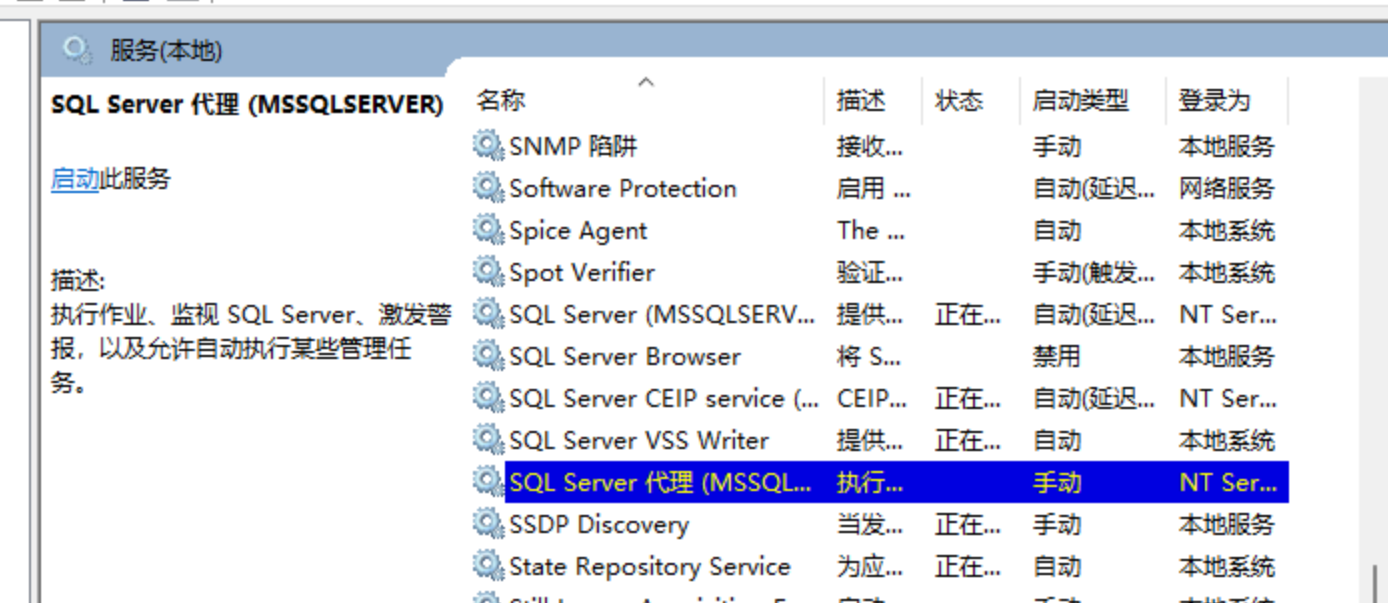 服务(本地)
SQL Server 代理 (MSSQLSERVER)
启动此服务
描述:
执行作业、监视 SQL Server、激发警
报，以及允许自动执行某些管理任
务。
名称 描述 状态 启动类型 登录为
SNMP 陷阱 接收... 手动 本地服务
Software Protection 启用 ... 自动(延迟... 网络服务
Spice Agent The ... 自动 本地系统
Spot Verifier 验证... 手动(触发... 本地系统
SQL Server (MSSQLSERV... 提供... 正在... 自动(延迟... NT Ser...
SQL Server Browser 将 S... 禁用 本地服务
SQL Server CEIP service (... CEIP... 正在... 自动(延迟... NT Ser...
SQL Server VSS Writer 提供... 正在... 自动 本地系统
SQL Server 代理 (MSSQL... 执行... 手动 NT Ser...
SSDP Discovery 当发... 正在... 手动 本地服务
State Repository Service 为应... 正在... 自动 本地系统